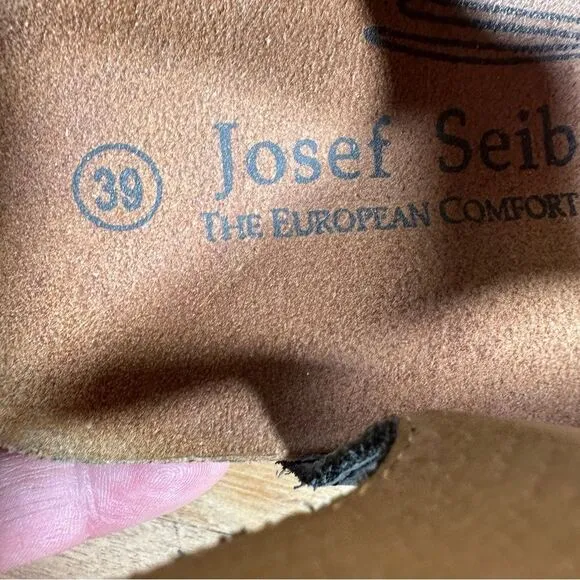 39
Josef Seib
THE EUROPEAN COMFORT